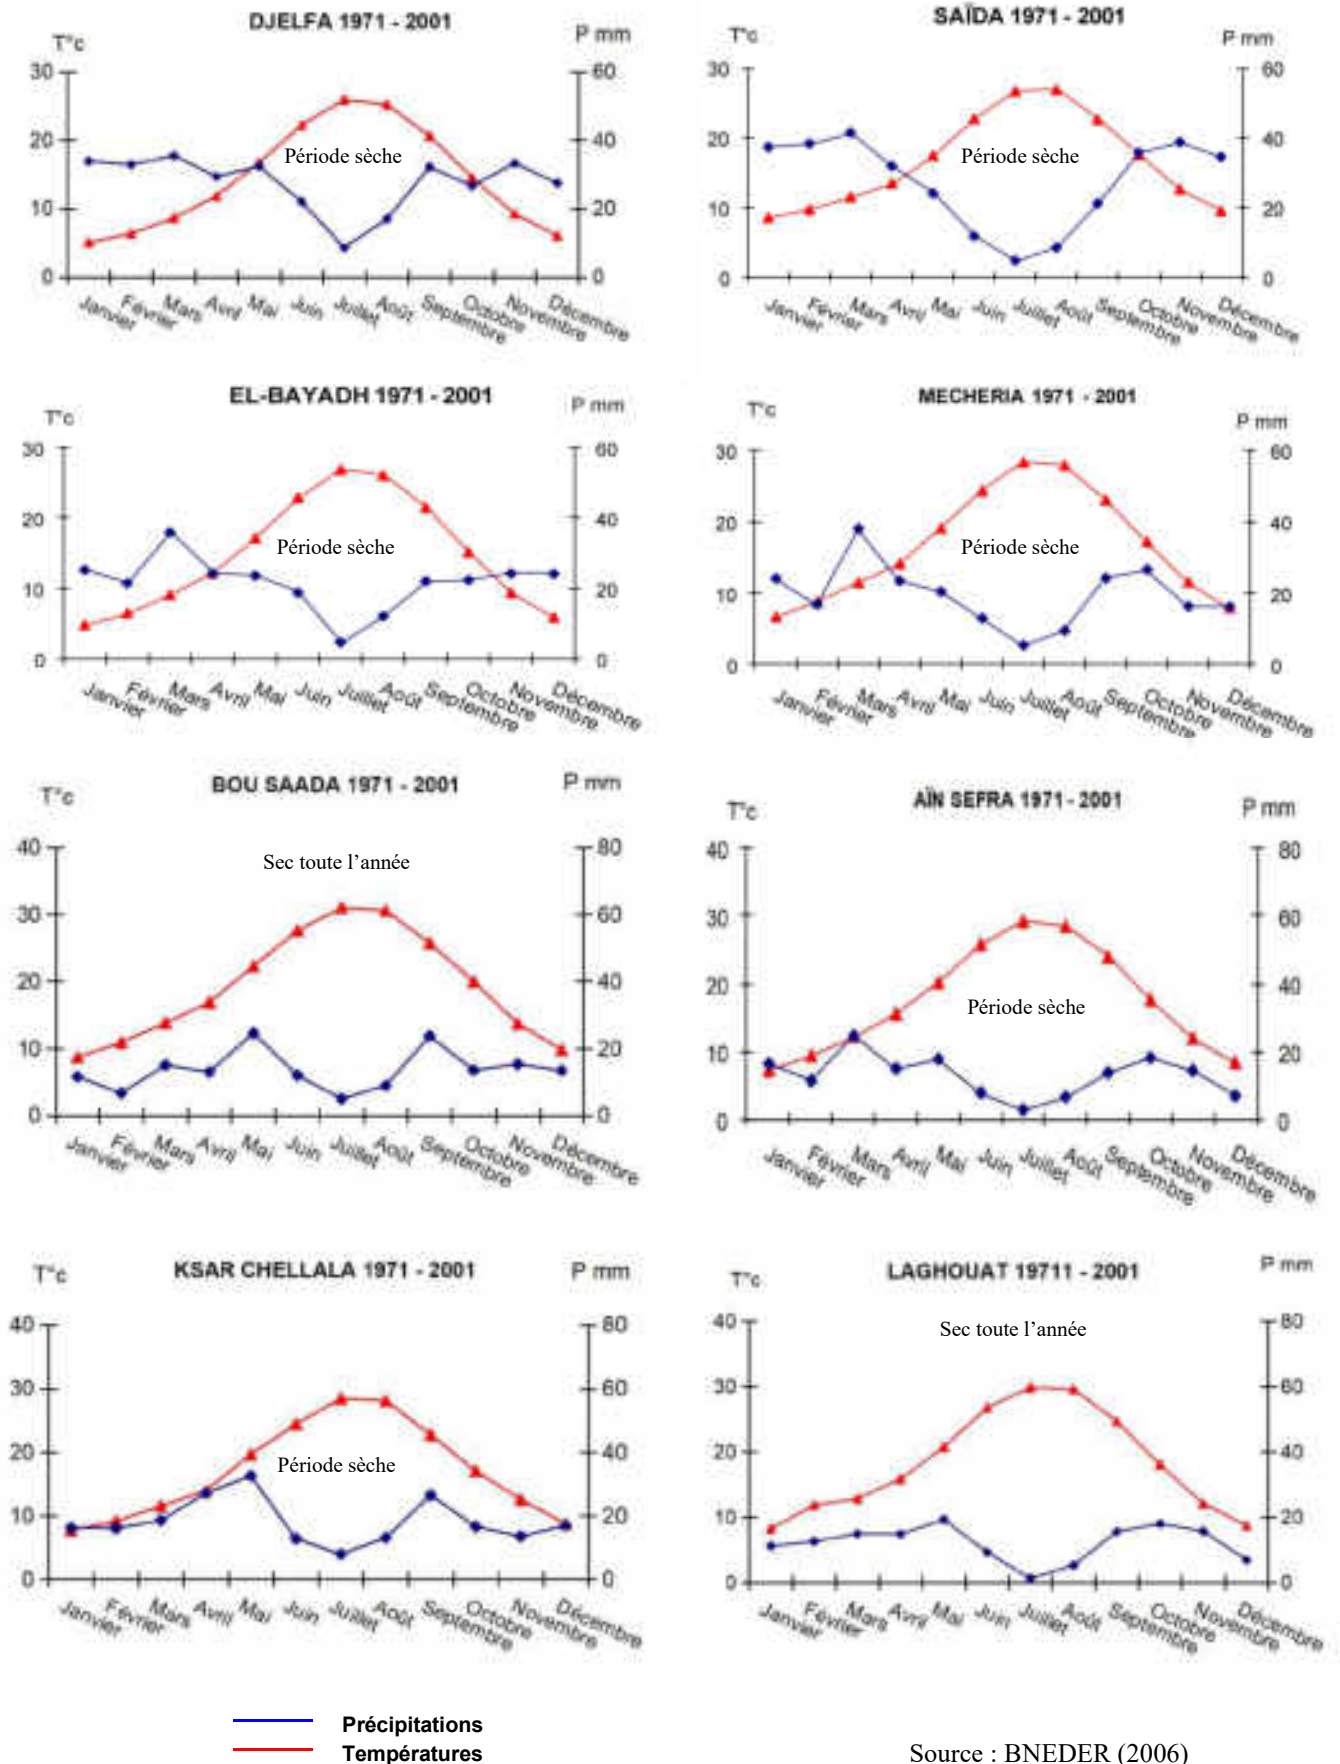 DJELFA 1971 - 2001
T°c
P mm
30
20
10
0
60
40
20
0
Période sèche
Janvier
Février
Mars
Avril
Mai
Juin
Juillet
Août
Septembre
Octobre
Novembre
Décembre
SAÏDA 1971 - 2001
T°c
P mm
30
20
10
0
60
40
20
0
Période sèche
Janvier
Février
Mars
Avril
Mai
Juin
Juillet
Août
Septembre
Octobre
Novembre
Décembre
EL-BAYADH 1971 - 2001
T°c
P mm
30
20
10
0
60
40
20
0
Période sèche
Janvier
Février
Mars
Avril
Mai
Juin
Juillet
Août
Septembre
Octobre
Novembre
Décembre
MECHERIA 1971 - 2001
T°c
P mm
30
20
10
0
60
40
20
0
Période sèche
Janvier
Février
Mars
Avril
Mai
Juin
Juillet
Août
Septembre
Octobre
Novembre
Décembre
BOU SAADA 1971 - 2001
T°c
P mm
40
30
20
10
0
80
60
40
20
0
Sec toute l’année
Janvier
Février
Mars
Avril
Mai
Juin
Juillet
Août
Septembre
Octobre
Novembre
Décembre
AÏN SEFRA 1971 - 2001
T°c
P mm
40
30
20
10
0
80
60
40
20
0
Période sèche
Janvier
Février
Mars
Avril
Mai
Juin
Juillet
Août
Septembre
Octobre
Novembre
Décembre
KSAR CHELLALA 1971 - 2001
T°c
P mm
40
30
20
10
0
80
60
40
20
0
Période sèche
Janvier
Février
Mars
Avril
Mai
Juin
Juillet
Août
Septembre
Octobre
Novembre
Décembre
LAGHOUAT 19711 - 2001
T°c
P mm
40
30
20
10
0
80
60
40
20
0
Sec toute l’année
Janvier
Février
Mars
Avril
Mai
Juin
Juillet
Août
Septembre
Octobre
Novembre
Décembre
Précipitations
Températures
Source : BNEDER (2006)